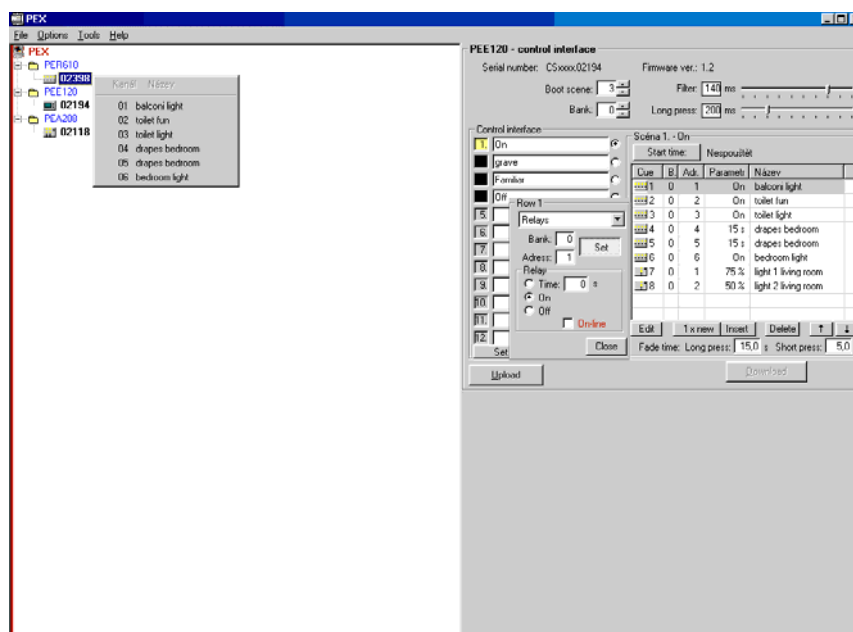 PEX
File Options Tools Help
PEX
PER610
02398
PEE120
02194
PEA200
02118
Kanál Název
01 balconi light
02 toilet fun
03 toilet light
04 drapes bedroom
05 drapes bedroom
06 bedroom light
PEE120 - control interface
Serial number: CSxxxx.02194 Firmware ver.: 1.2
Boot scene: 3 Filter: 140 ms
Bank: 0 Long press: 200 ms
Control interface
1. On
grave
Familiar
Off
5.
6.
7.
8.
9.
10.
11.
12.
Set
Row 1
Relays
Bank: 0
Set
Adress: 1
Relay
Time: 0 s
On
Off
On-line
Close
Scéna 1. - On
Start time: Nespouštět
Cue B. Adr. Parametr Název
1 0 1 On balconi light
2 0 2 On toilet fun
3 0 3 On toilet light
4 0 4 15 s drapes bedroom
5 0 5 15 s drapes bedroom
6 0 6 On bedroom light
7 0 1 75 % light 1 living room
8 0 2 50 % light 2 living room
Edit 1 x new Insert Delete
Fade time: Long press: 15,0 s Short press: 5,0
Upload Download